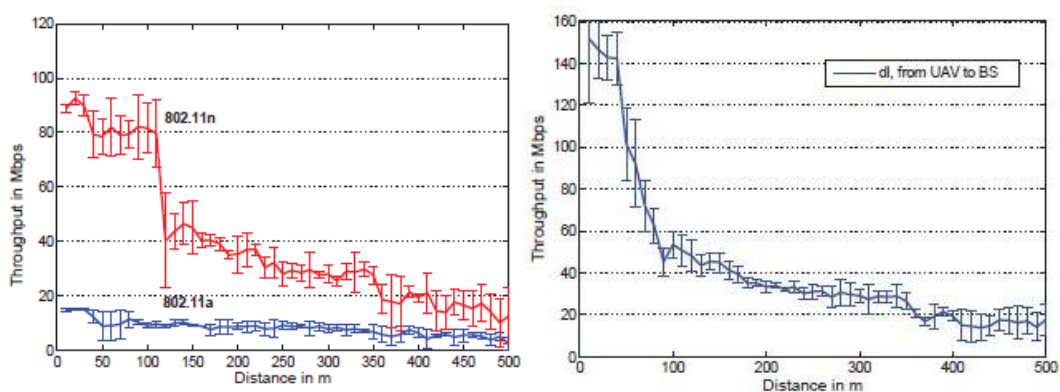 120
100
80
60
40
20
0
Throughput in Mbps
802.11n
802.11a
0 50 100 150 200 250 300 350 400 450 500
Distance in m
160
140
120
100
80
60
40
20
0
Throughput in Mbps
dl, from UAV to BS
0 100 200 300 400 500
Distance in m